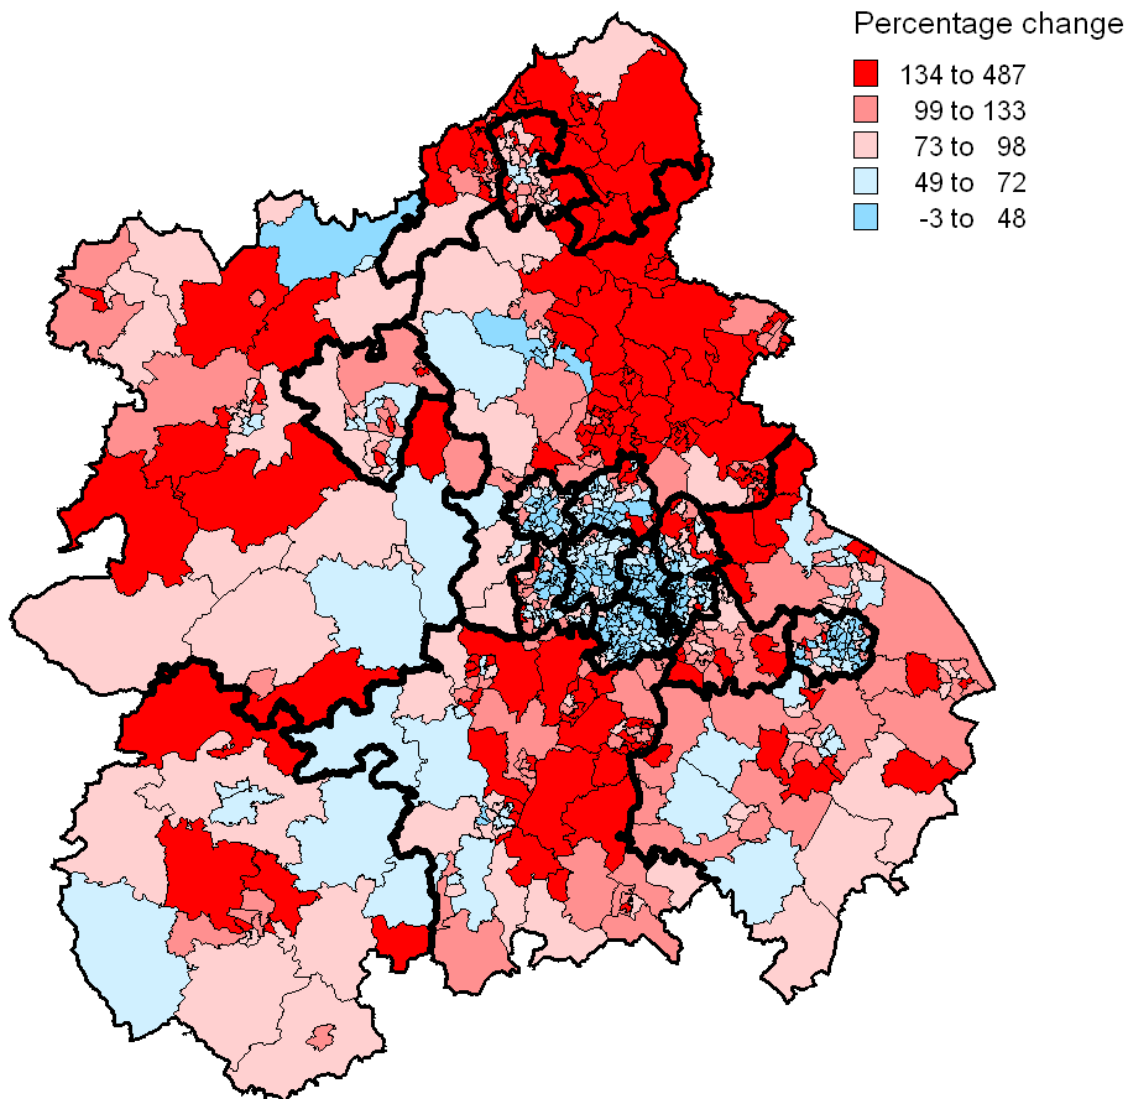 Percentage change
134 to 487
99 to 133
73 to 98
49 to 72
-3 to 48